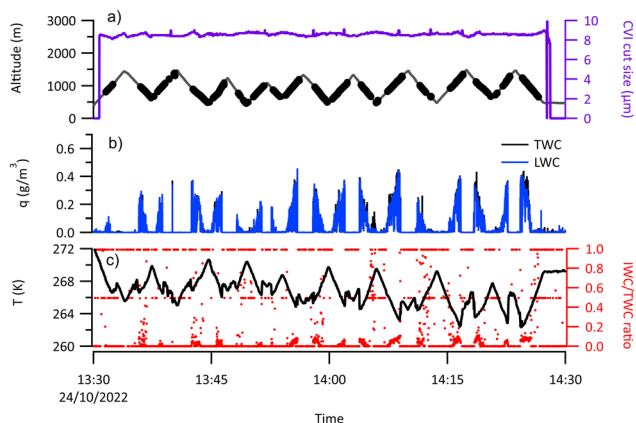 a)
3000
2000
1000
0
Altitude (m)
10
8
6
4
2
0
CVI cut size (μm)
b)
0.6
0.4
0.2
0.0
q (g/m³)
TWC
LWC
c)
272
268
264
260
T (K)
1.0
0.8
0.6
0.4
0.2
0.0
IWC/TWC ratio
13:30
13:45
14:00
14:15
14:30
24/10/2022
Time